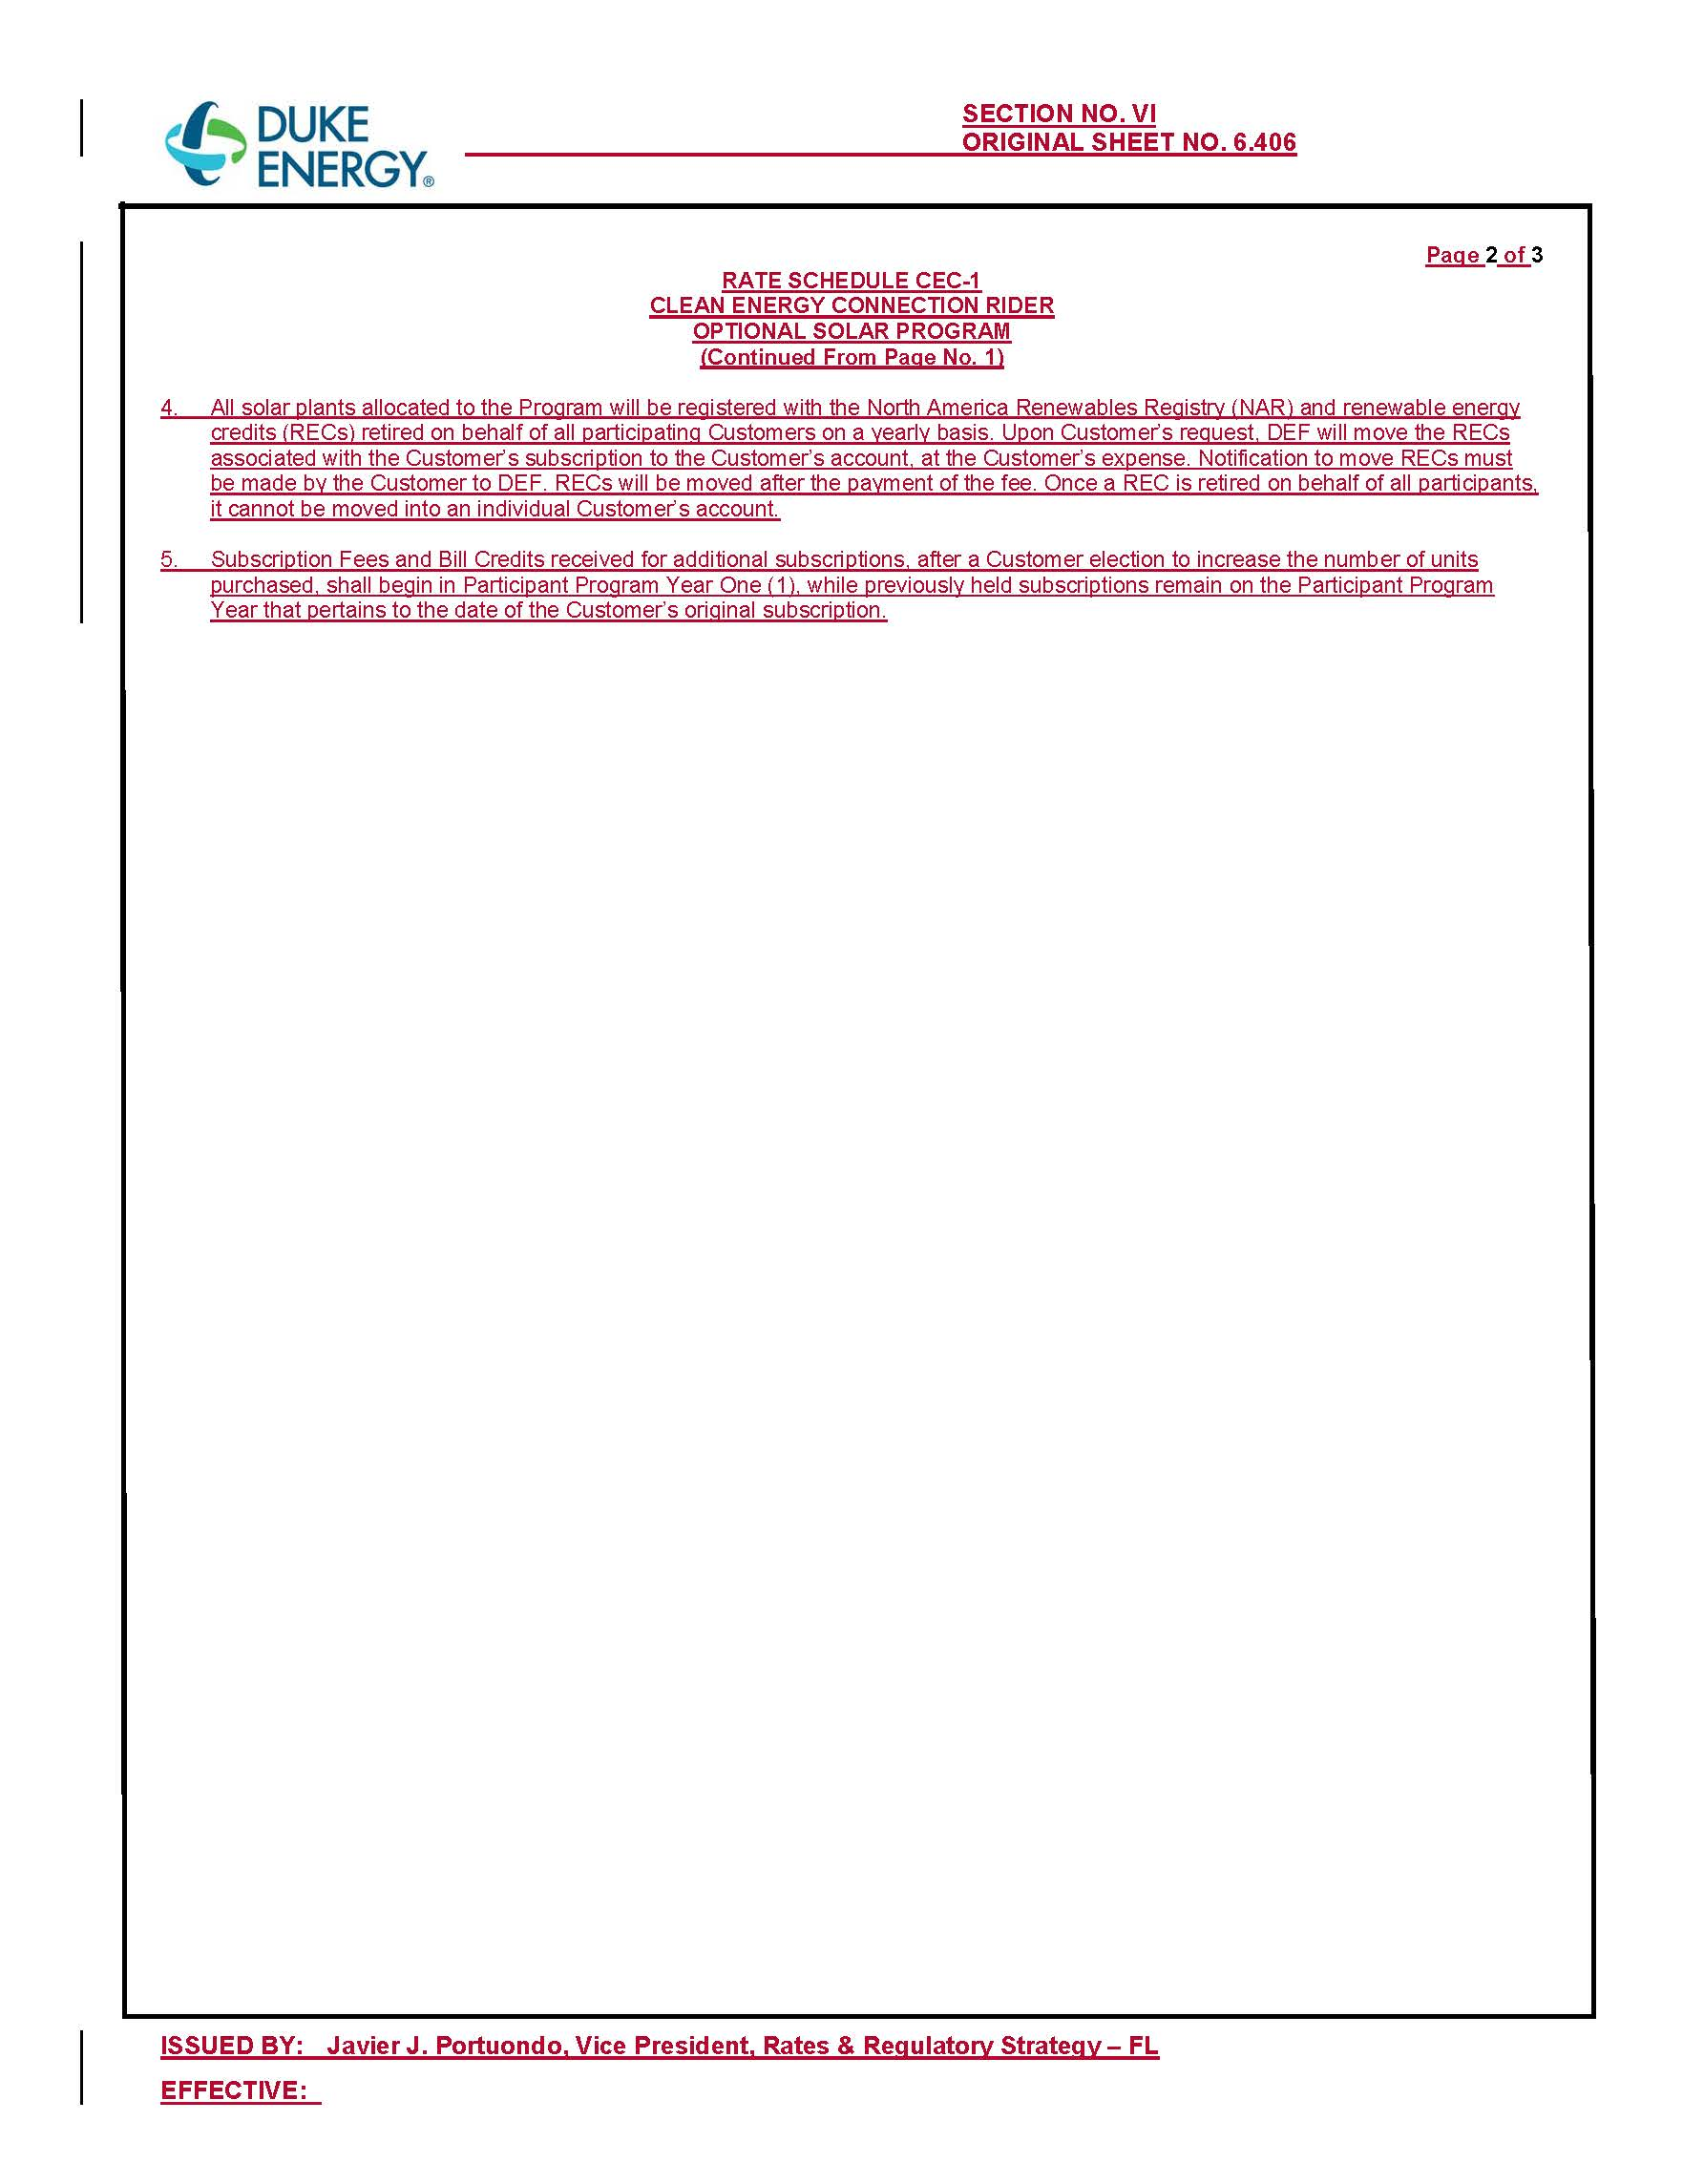 DUKE
ENERGY®
SECTION NO. VI
ORIGINAL SHEET NO. 6.406
Page 2 of 3
RATE SCHEDULE CEC-1
CLEAN ENERGY CONNECTION RIDER
OPTIONAL SOLAR PROGRAM
(Continued From Page No. 1)
4. All solar plants allocated to the Program will be registered with the North America Renewables Registry (NAR) and renewable energy
credits (RECs) retired on behalf of all participating Customers on a yearly basis. Upon Customer’s request, DEF will move the RECs
associated with the Customer’s subscription to the Customer’s account, at the Customer’s expense. Notification to move RECs must
be made by the Customer to DEF. RECs will be moved after the payment of the fee. Once a REC is retired on behalf of all participants,
it cannot be moved into an individual Customer’s account.
5. Subscription Fees and Bill Credits received for additional subscriptions, after a Customer election to increase the number of units
purchased, shall begin in Participant Program Year One (1), while previously held subscriptions remain on the Participant Program
Year that pertains to the date of the Customer’s original subscription.
ISSUED BY: Javier J. Portuondo, Vice President, Rates & Regulatory Strategy – FL
EFFECTIVE: